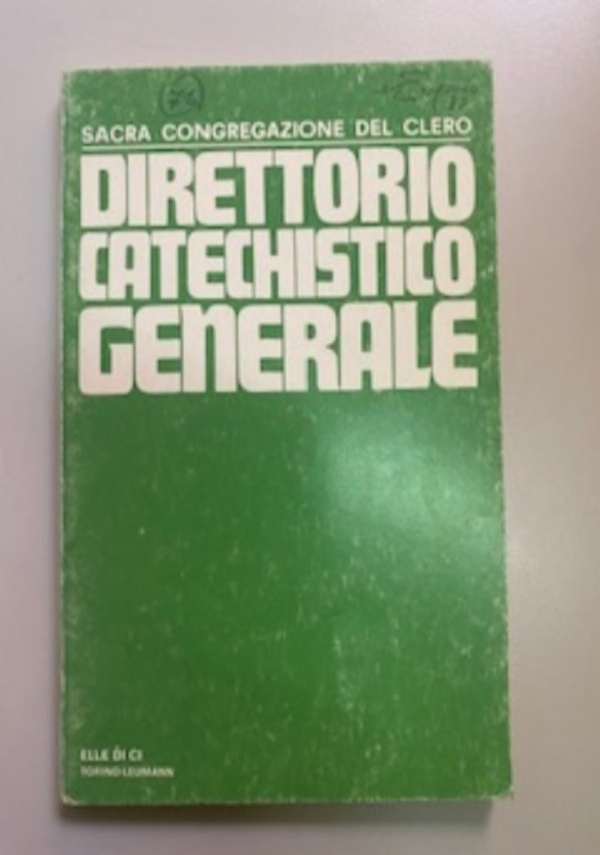 SACRA CONGREGAZIONE DEL CLERO
DIRETTORIO
CATECHISTICO
GENERALE
ELLE DI CI
TORINO-LEUMANN